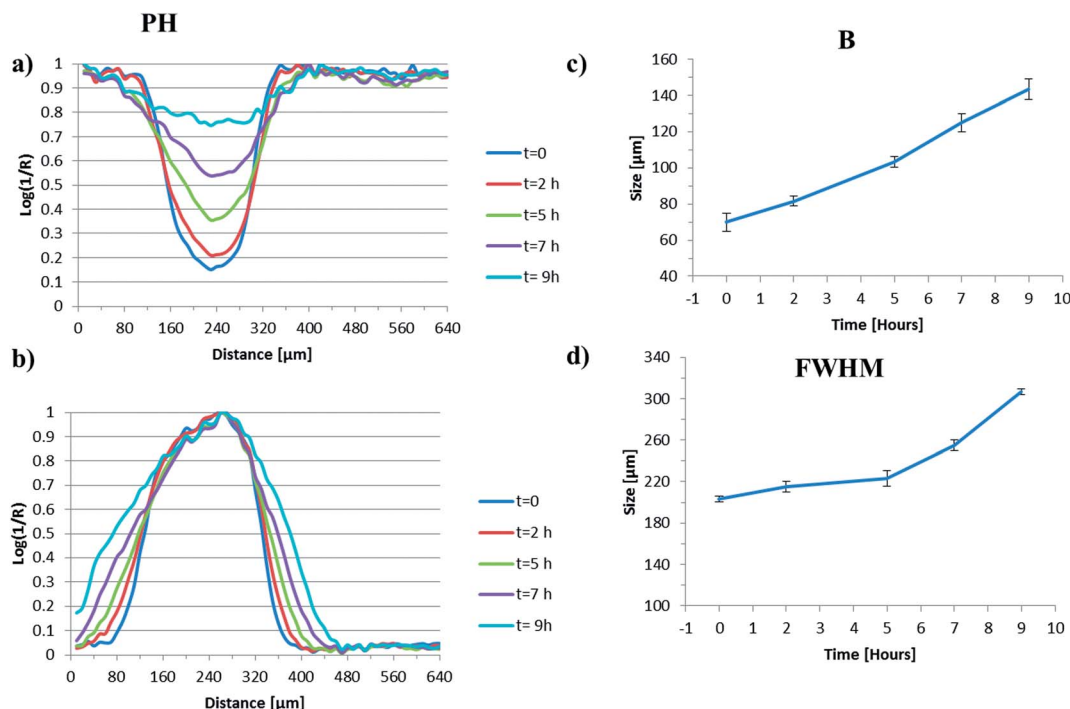 PH
a)
1
0.9
0.8
0.7
0.6
0.5
0.4
0.3
0.2
0.1
0
Log(1/R)
0 80 160 240 320 400 480 560 640
Distance [µm]
t=0
t=2 h
t=5 h
t=7 h
t= 9h
b)
1
0.9
0.8
0.7
0.6
0.5
0.4
0.3
0.2
0.1
0
Log(1/R)
0 80 160 240 320 400 480 560 640
Distance [µm]
t=0
t=2 h
t=5 h
t=7 h
t= 9h
B
c)
160
140
120
100
80
60
40
Size [µm]
-1 0 1 2 3 4 5 6 7 8 9 10
Time [Hours]
d)
FWHM
340
300
260
220
180
140
100
Size [µm]
-1 0 1 2 3 4 5 6 7 8 9 10
Time [Hours]